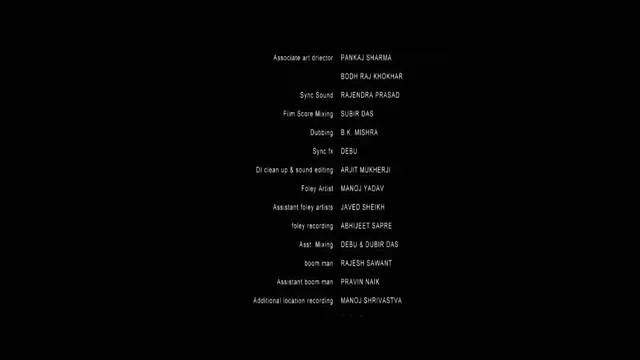 Associate art driector PANKAJ SHARMA
BODH RAJ KHOKHAR
Sync Sound RAJENDRA PRASAD
Film Score Mixing SUBIR DAS
Dubbing B.K. MISHRA
Sync fx DEBU
DI clean up & sound editing ARJIT MUKHERJI
Foley Artist MANOJ YADAV
Assistant foley artists JAVED SHEIKH
foley recording ABHIJEET SAPRE
Asst. Mixing DEBU & DUBIR DAS
boom man RAJESH SAWANT
Assistant boom man PRAVIN NAIK
Additional location recording MANOJ SHRIVASTVA